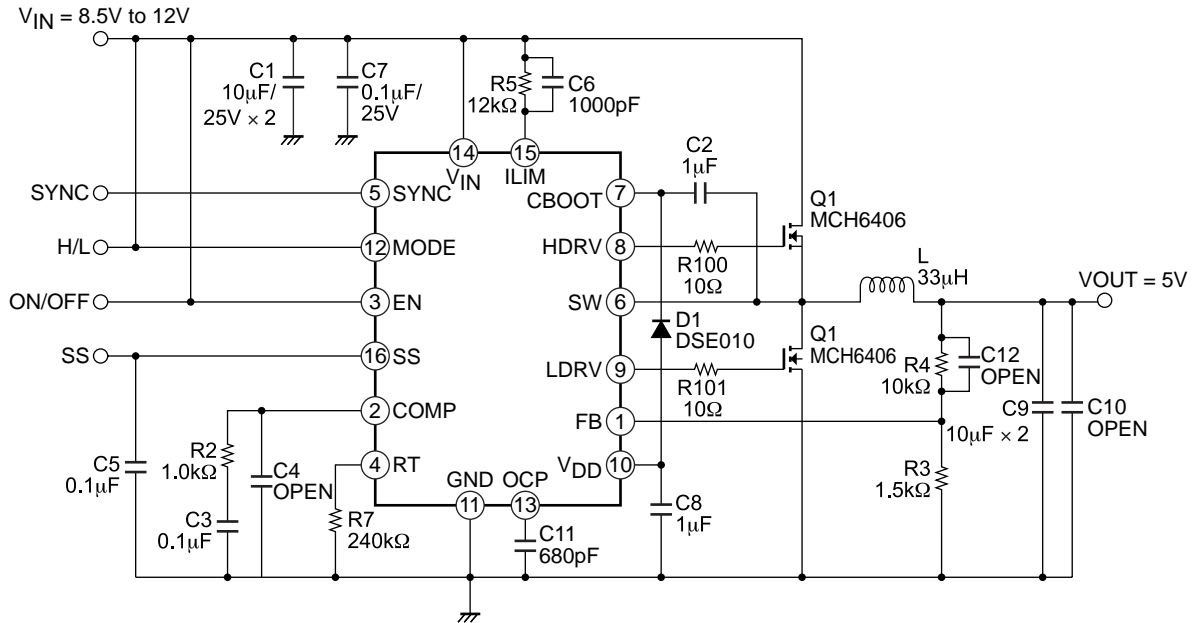 VIN = 8.5V to 12V
C1
10μF/
25V × 2
C7
0.1μF/
25V
R5
12kΩ
C6
1000pF
C2
1μF
14
VIN
15
ILIM
SYNC
5
SYNC
CBOOT
7
Q1
MCH6406
H/L
12
MODE
HDRV
8
R100
10Ω
L
33μH
VOUT = 5V
ON/OFF
3
EN
SW
6
D1
DSE010
Q1
MCH6406
SS
16
SS
LDRV
9
R101
10Ω
R4
10kΩ
C12
OPEN
2
COMP
FB
1
C9
10μF × 2
C10
OPEN
C5
0.1μF
R2
1.0kΩ
C4
OPEN
4
RT
VDD
10
R3
1.5kΩ
GND
11
OCP
13
C8
1μF
C3
0.1μF
R7
240kΩ
C11
680pF